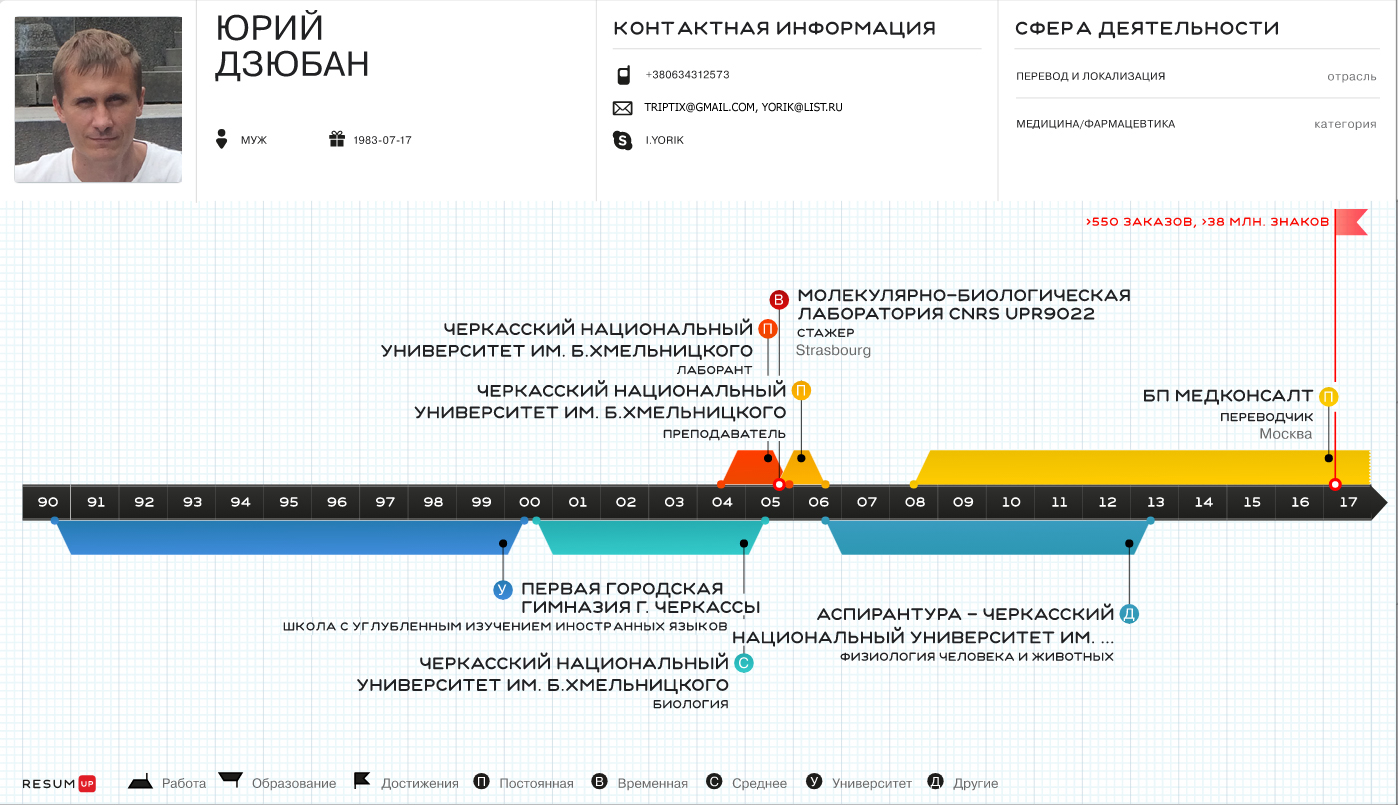 ЮРИЙ
ДЗЮБАН
МУЖ
1983-07-17
КОНТАКТНАЯ ИНФОРМАЦИЯ
+380634312573
TRIPTIX@GMAIL.COM, YORIK@LIST.RU
I.YORIK
СФЕРА ДЕЯТЕЛЬНОСТИ
ПЕРЕВОД И ЛОКАЛИЗАЦИЯ отрасль
МЕДИЦИНА/ФАРМАЦЕВТИКА категория
>550 ЗАКАЗОВ, >38 МЛН. ЗНАКОВ
В МОЛЕКУЛЯРНО-БИОЛОГИЧЕСКАЯ
ЛАБОРАТОРИЯ CNRS UPR9022
СТАЖЕР
Strasbourg
ЧЕРКАССКИЙ НАЦИОНАЛЬНЫЙ П
УНИВЕРСИТЕТ ИМ. Б.ХМЕЛЬНИЦКОГО
ЛАБОРАНТ
ЧЕРКАССКИЙ НАЦИОНАЛЬНЫЙ П
УНИВЕРСИТЕТ ИМ. Б.ХМЕЛЬНИЦКОГО
ПРЕПОДАВАТЕЛЬ
БП МЕДКОНСАЛТ П
ПЕРЕВОДЧИК
Москва
90 91 92 93 94 95 96 97 98 99 00 01 02 03 04 05 06 07 08 09 10 11 12 13 14 15 16 17
У ПЕРВАЯ ГОРОДСКАЯ
ГИМНАЗИЯ Г. ЧЕРКАССЫ
ШКОЛА С УГЛУБЛЕННЫМ ИЗУЧЕНИЕМ ИНОСТРАННЫХ ЯЗЫКОВ
ЧЕРКАССКИЙ НАЦИОНАЛЬНЫЙ С
УНИВЕРСИТЕТ ИМ. Б.ХМЕЛЬНИЦКОГО
БИОЛОГИЯ
АСПИРАНТУРА - ЧЕРКАССКИЙ Д
НАЦИОНАЛЬНЫЙ УНИВЕРСИТЕТ ИМ. ...
ФИЗИОЛОГИЯ ЧЕЛОВЕКА И ЖИВОТНЫХ
RESUM UP Работа Образование Достижения П Постоянная В Временная С Среднее У Университет Д Другие